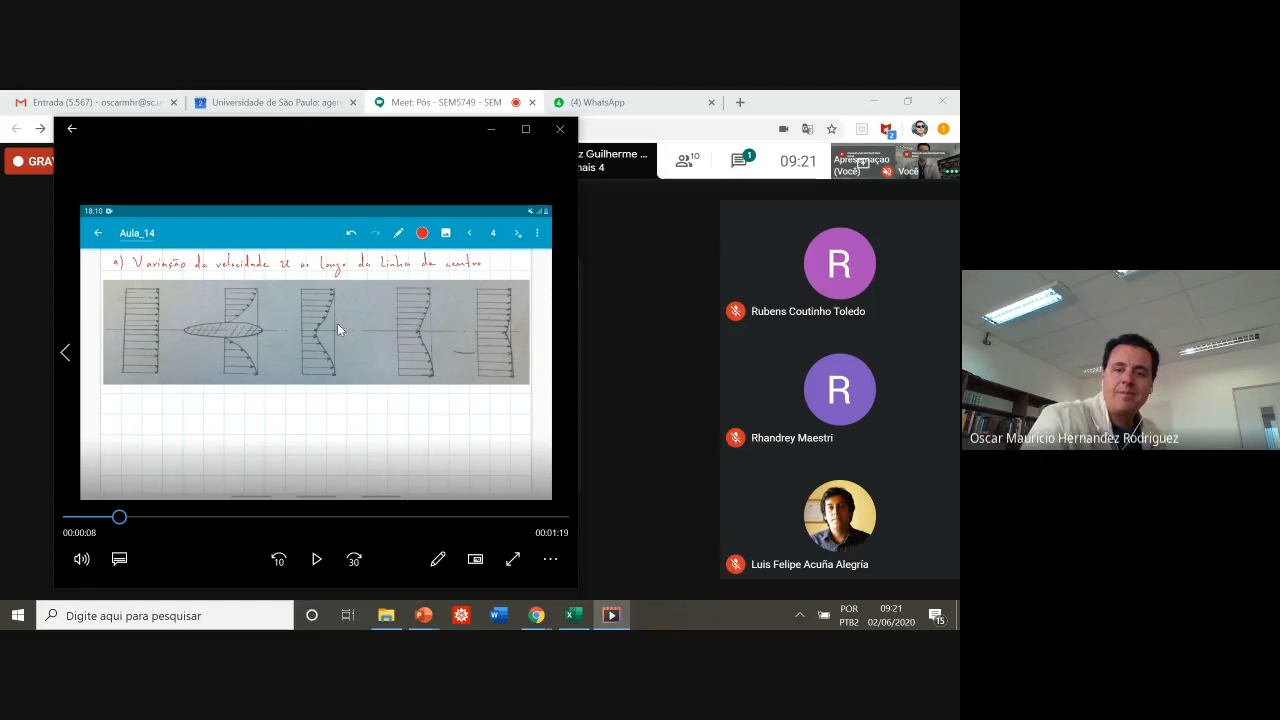 Entrada (5.567) - oscarmhr@sc.u
Universidade de São Paulo: agen
Meet: Pós - SEM5749 - SEM
(4) WhatsApp
GRAV
z Guilherme ...
nais 4
10
1
09:21
Apresentação
(Você)
Você
2
18:10
Aula_14
4
a) Variação da velocidade u ao longo da linha de centro
R
Rubens Coutinho Toledo
R
Rhandrey Maestri
Luis Felipe Acuña Alegría
Oscar Mauricio Hernandez Rodriguez
00:00:08
00:01:19
10
30
Digite aqui para pesquisar
POR
PTB2
09:21
02/06/2020
15